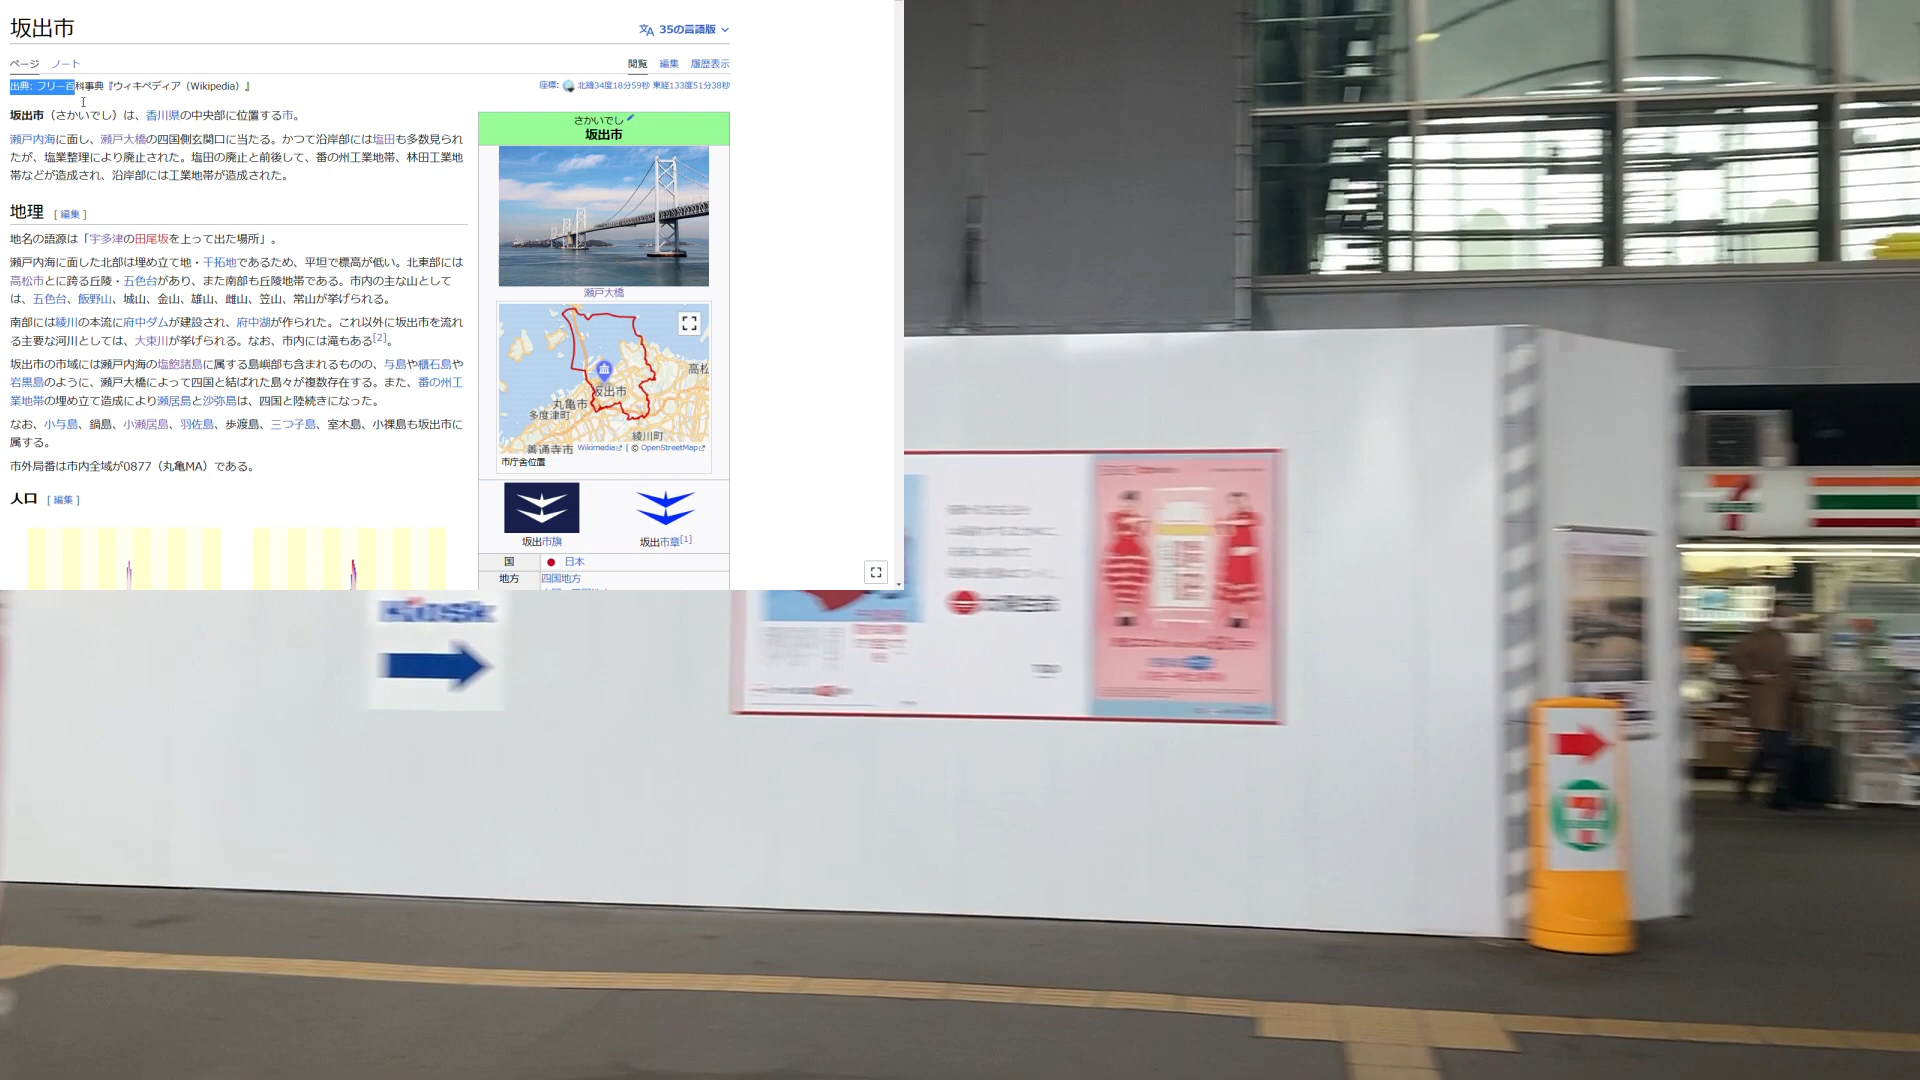 坂出市
35の言語版
ページ ノート
閲覧 編集 履歴表示
出典: フリー百科事典『ウィキペディア（Wikipedia）』
座標: 北緯34度18分59秒 東経133度51分38秒
坂出市（さかいでし）は、香川県の中央部に位置する市。
瀬戸内海に面し、瀬戸大橋の四国側玄関口に当たる。かつて沿岸部には塩田も多数見られ
たが、塩業整理により廃止された。塩田の廃止と前後して、番の州工業地帯、林田工業地
帯などが造成され、沿岸部には工業地帯が造成された。
地理 [ 編集 ]
地名の語源は「宇多津の田尾坂を上って出た場所」。
瀬戸内海に面した北部は埋め立て地・干拓地であるため、平坦で標高が低い。北東部には
高松市とに跨る丘陵・五色台があり、また南部も丘陵地帯である。市内の主な山として
は、五色台、飯野山、城山、金山、雄山、雌山、笠山、常山が挙げられる。
南部には綾川の本流に府中ダムが建設され、府中湖が作られた。これ以外に坂出市を流れ
る主要な河川としては、大束川が挙げられる。なお、市内には滝もある[2]。
坂出市の市域には瀬戸内海の塩飽諸島に属する島嶼部も含まれるものの、与島や櫃石島や
岩黒島のように、瀬戸大橋によって四国と結ばれた島々が複数存在する。また、番の州工
業地帯の埋め立て造成により瀬居島と沙弥島は、四国と陸続きになった。
なお、小与島、鍋島、小瀬居島、羽佐島、歩渡島、三つ子島、室木島、小裸島も坂出市に
属する。
市外局番は市内全域が0877（丸亀MA）である。
人口 [ 編集 ]
さかいでし
坂出市
瀬戸大橋
高松
坂出市
丸亀市
多度津町
綾川町
善通寺市
Wikimedia | © OpenStreetMap
市庁舎位置
坂出市旗
坂出市章[1]
国 日本
地方 四国地方
Kiosk